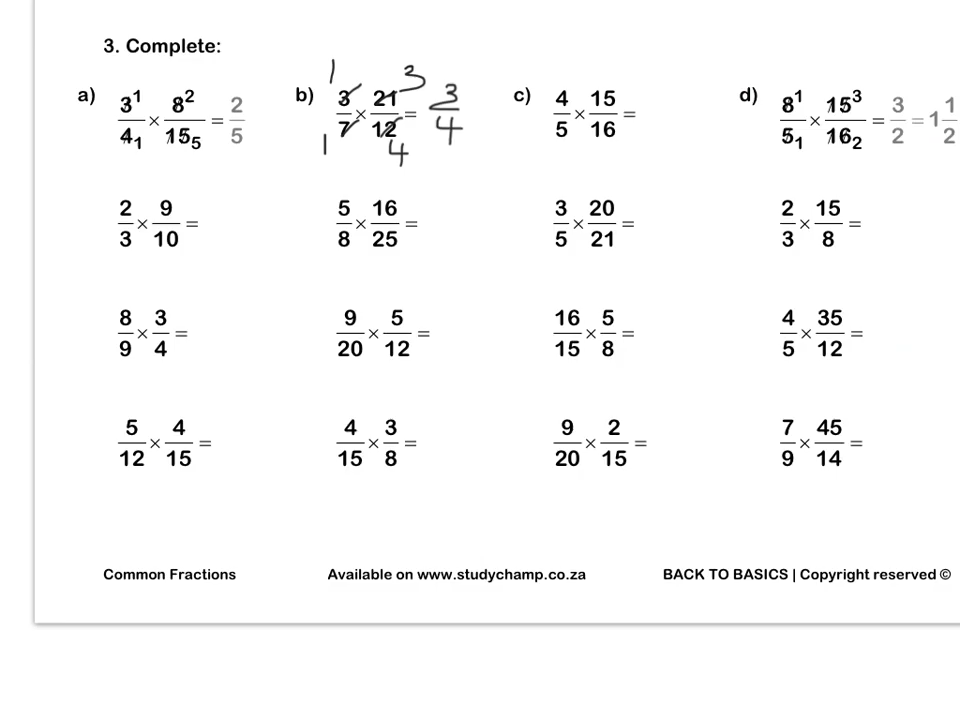 3. Complete:
a) 3¹/4₁ × 8²/15₅ = 2/5
b) 3/7 × 21/12 = 3/4
1 3
1 4
c) 4/5 × 15/16 =
d) 8¹/5₁ × 15³/16₂ = 3/2 = 1 1/2
2/3 × 9/10 =
5/8 × 16/25 =
3/5 × 20/21 =
2/3 × 15/8 =
8/9 × 3/4 =
9/20 × 5/12 =
16/15 × 5/8 =
4/5 × 35/12 =
5/12 × 4/15 =
4/15 × 3/8 =
9/20 × 2/15 =
7/9 × 45/14 =
Common Fractions
Available on www.studychamp.co.za
BACK TO BASICS | Copyright reserved ©